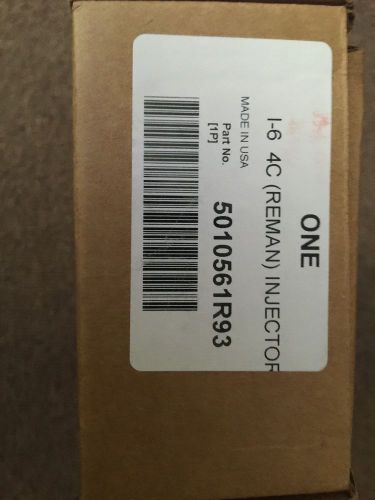 ONE
I-6 4C (REMAN) INJECTOR
MADE IN USA
Part No.
[1P]
5010561R93